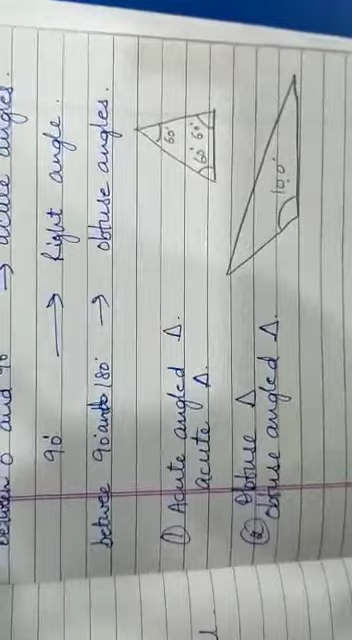 between 0 and 90° → acute angles.
90° → Right angle.
between 90° and 180° → obtuse angles.
① Acute angled Δ.
acute Δ.
60°
60° 60°
② Obtuse Δ
obtuse angled Δ.
100°